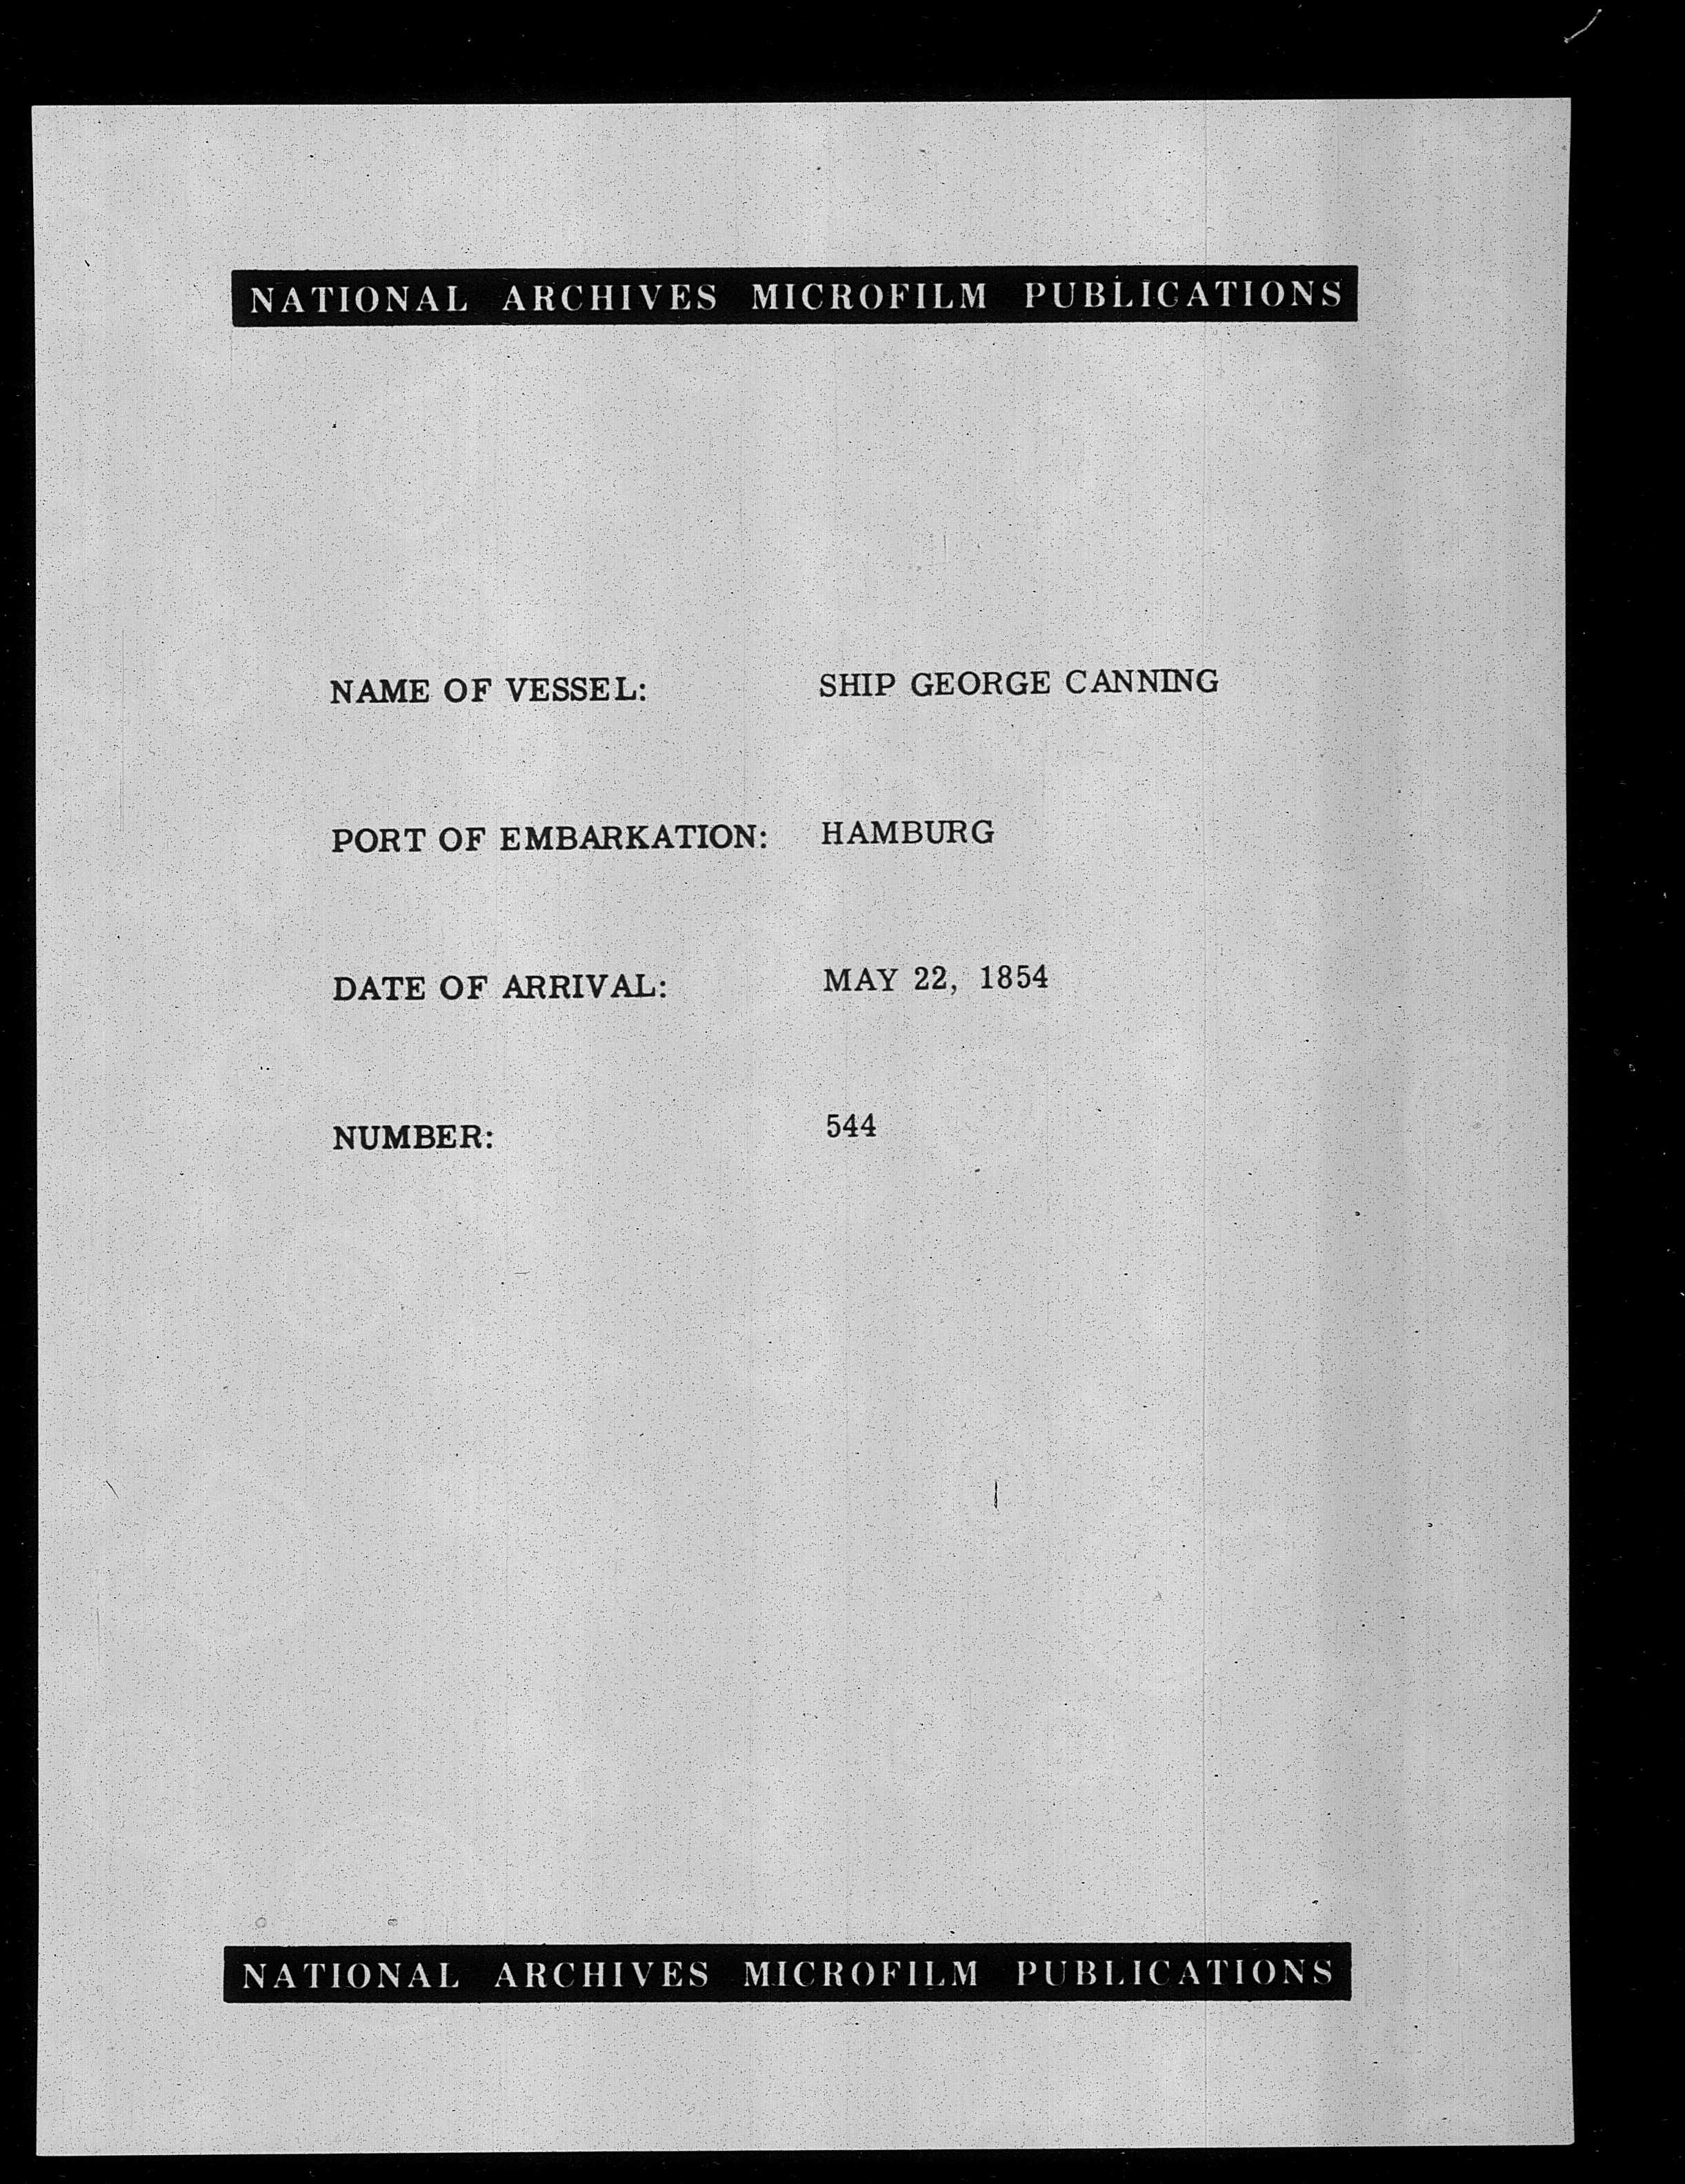 NATIONAL ARCHIVES MICROFILM PUBLICATIONS
NAME OF VESSEL: SHIP GEORGE CANNING
PORT OF EMBARKATION: HAMBURG
DATE OF ARRIVAL: MAY 22, 1854
NUMBER: 544
NATIONAL ARCHIVES MICROFILM PUBLICATIONS